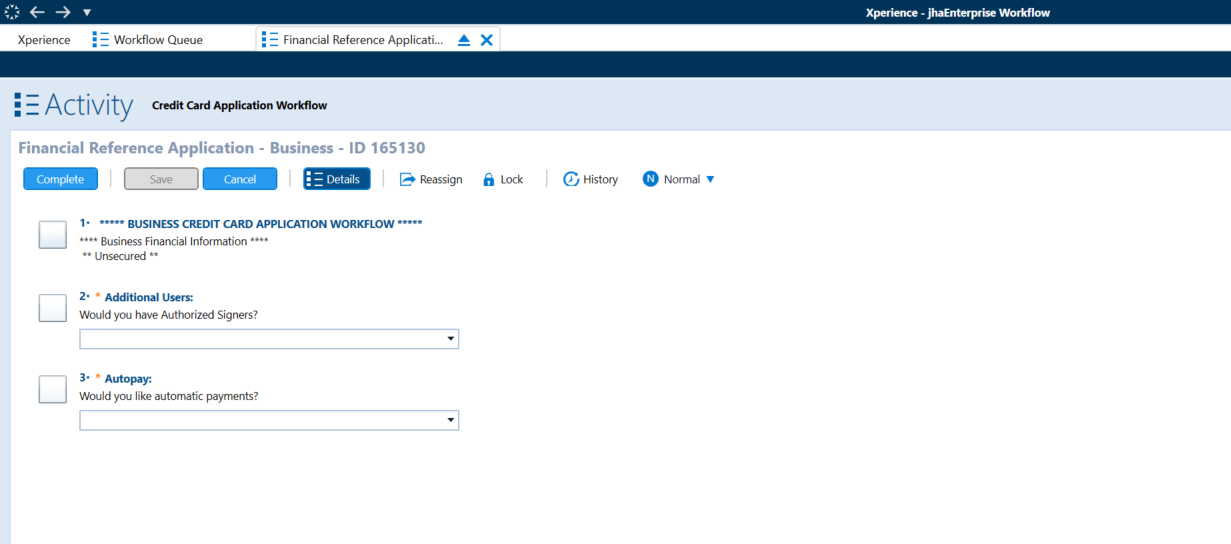 Xperience - jhaEnterprise Workflow
Xperience Workflow Queue Financial Reference Applicati...
Activity Credit Card Application Workflow
Financial Reference Application - Business - ID 165130
Complete Save Cancel Details Reassign Lock History N Normal
1• ***** BUSINESS CREDIT CARD APPLICATION WORKFLOW *****
**** Business Financial Information ****
** Unsecured **
2• * Additional Users:
Would you have Authorized Signers?
3• * Autopay:
Would you like automatic payments?